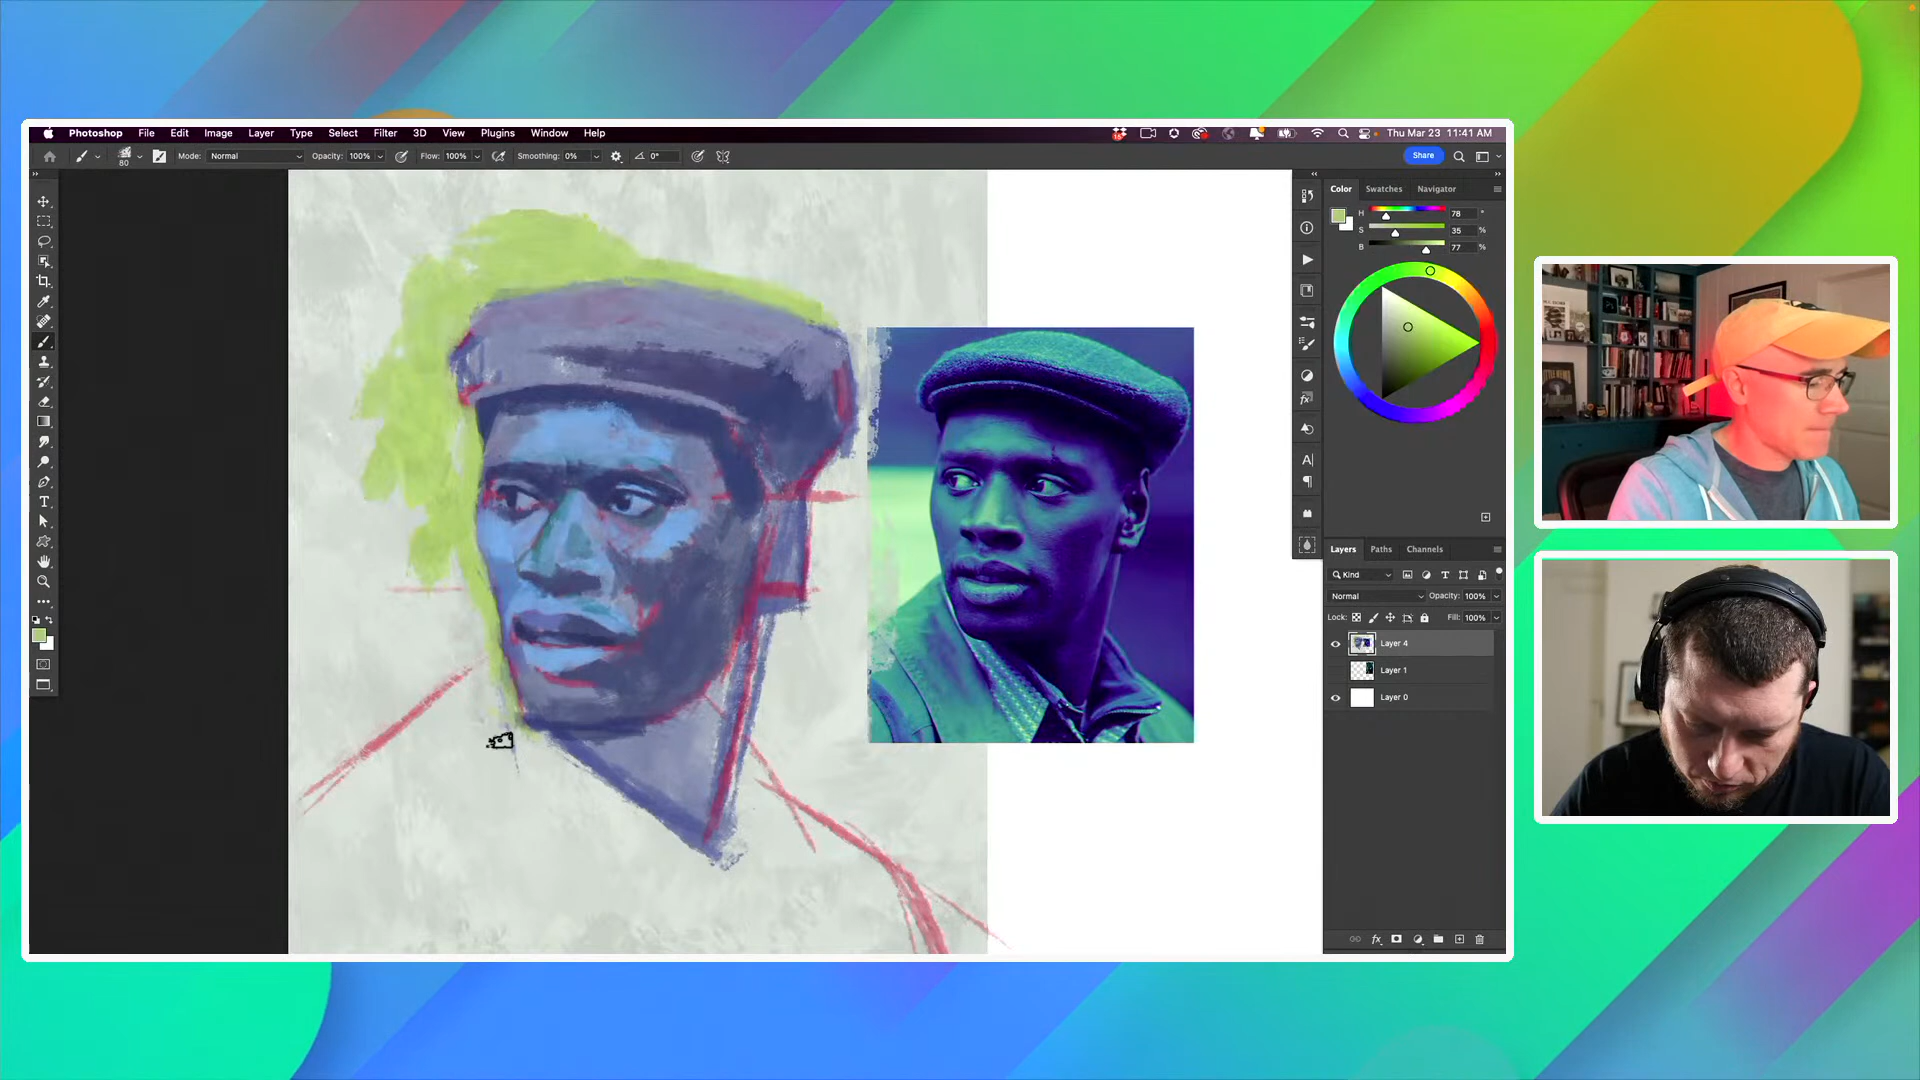 Photoshop File Edit Image Layer Type Select Filter 3D View Plugins Window Help Thu Mar 23 11:41 AM
80 Mode: Normal Opacity: 100% Flow: 100% Smoothing: 0% 0° Share
Color Swatches Navigator
H 78 °
S 35 %
B 77 %
Layers Paths Channels
Kind
Normal Opacity: 100%
Lock: Fill: 100%
Layer 4
Layer 1
Layer 0
fx